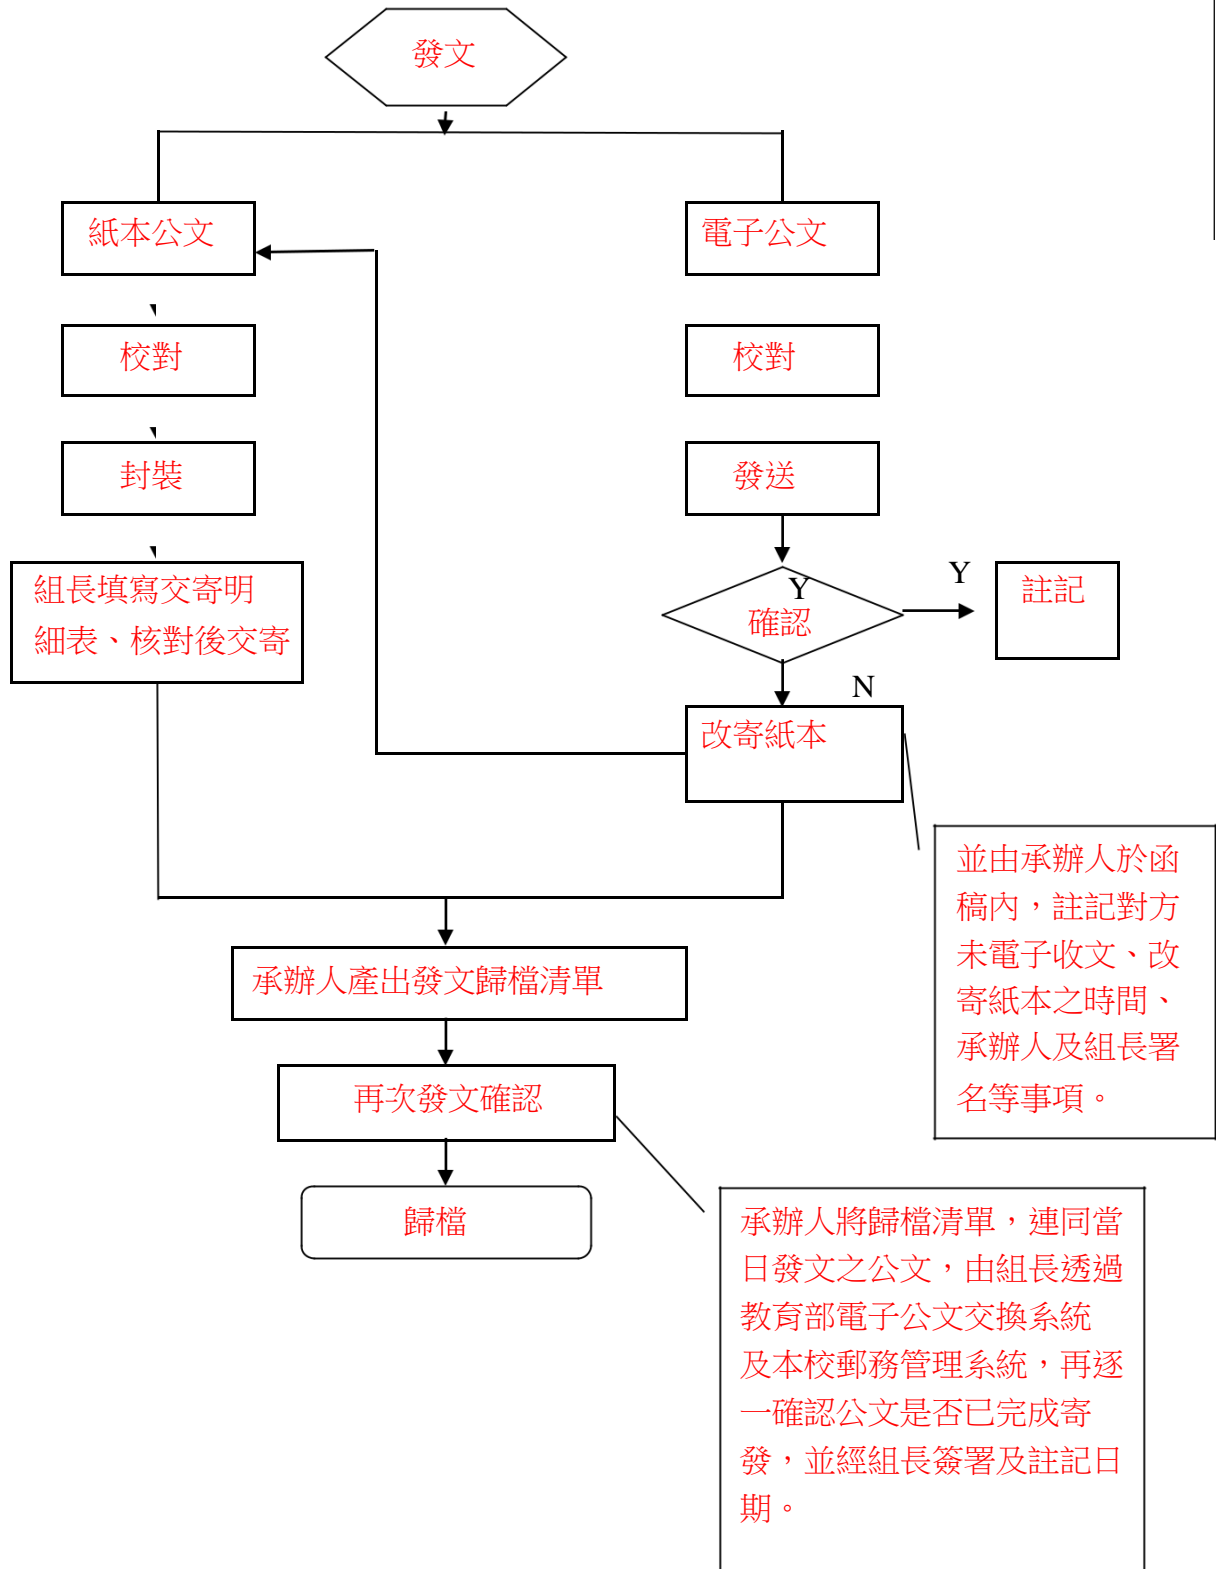 發文
紙本公文
電子公文
校對
校對
封裝
發送
組長填寫交寄明
細表、核對後交寄
Y
確認
Y
註記
N
改寄紙本
並由承辦人於函
稿內，註記對方
未電子收文、改
寄紙本之時間、
承辦人及組長署
名等事項。
承辦人產出發文歸檔清單
再次發文確認
歸檔
承辦人將歸檔清單，連同當
日發文之公文，由組長透過
教育部電子公文交換系統
及本校郵務管理系統，再逐
一確認公文是否已完成寄
發，並經組長簽署及註記日
期。